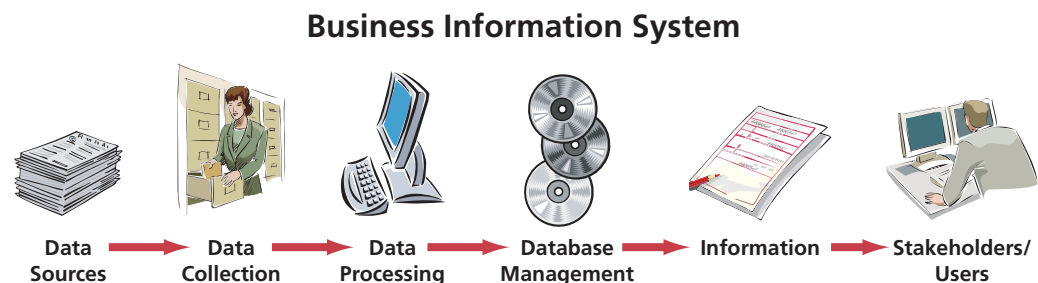 Business Information System
Data Sources
Data Collection
Data Processing
Database Management
Information
Stakeholders/ Users